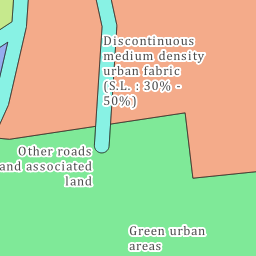 Discontinuous
medium density
urban fabric
(S.L. : 30% -
50%)
Other roads
and associated
land
Green urban
areas